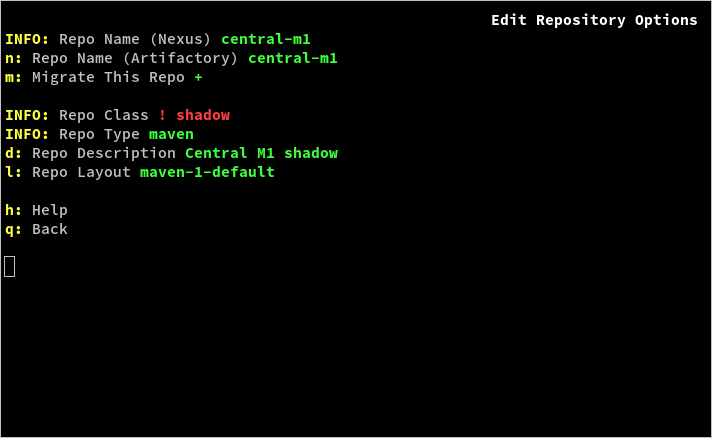 Edit Repository Options
INFO: Repo Name (Nexus) central-m1
n: Repo Name (Artifactory) central-m1
m: Migrate This Repo +
INFO: Repo Class ! shadow
INFO: Repo Type maven
d: Repo Description Central M1 shadow
l: Repo Layout maven-1-default
h: Help
q: Back